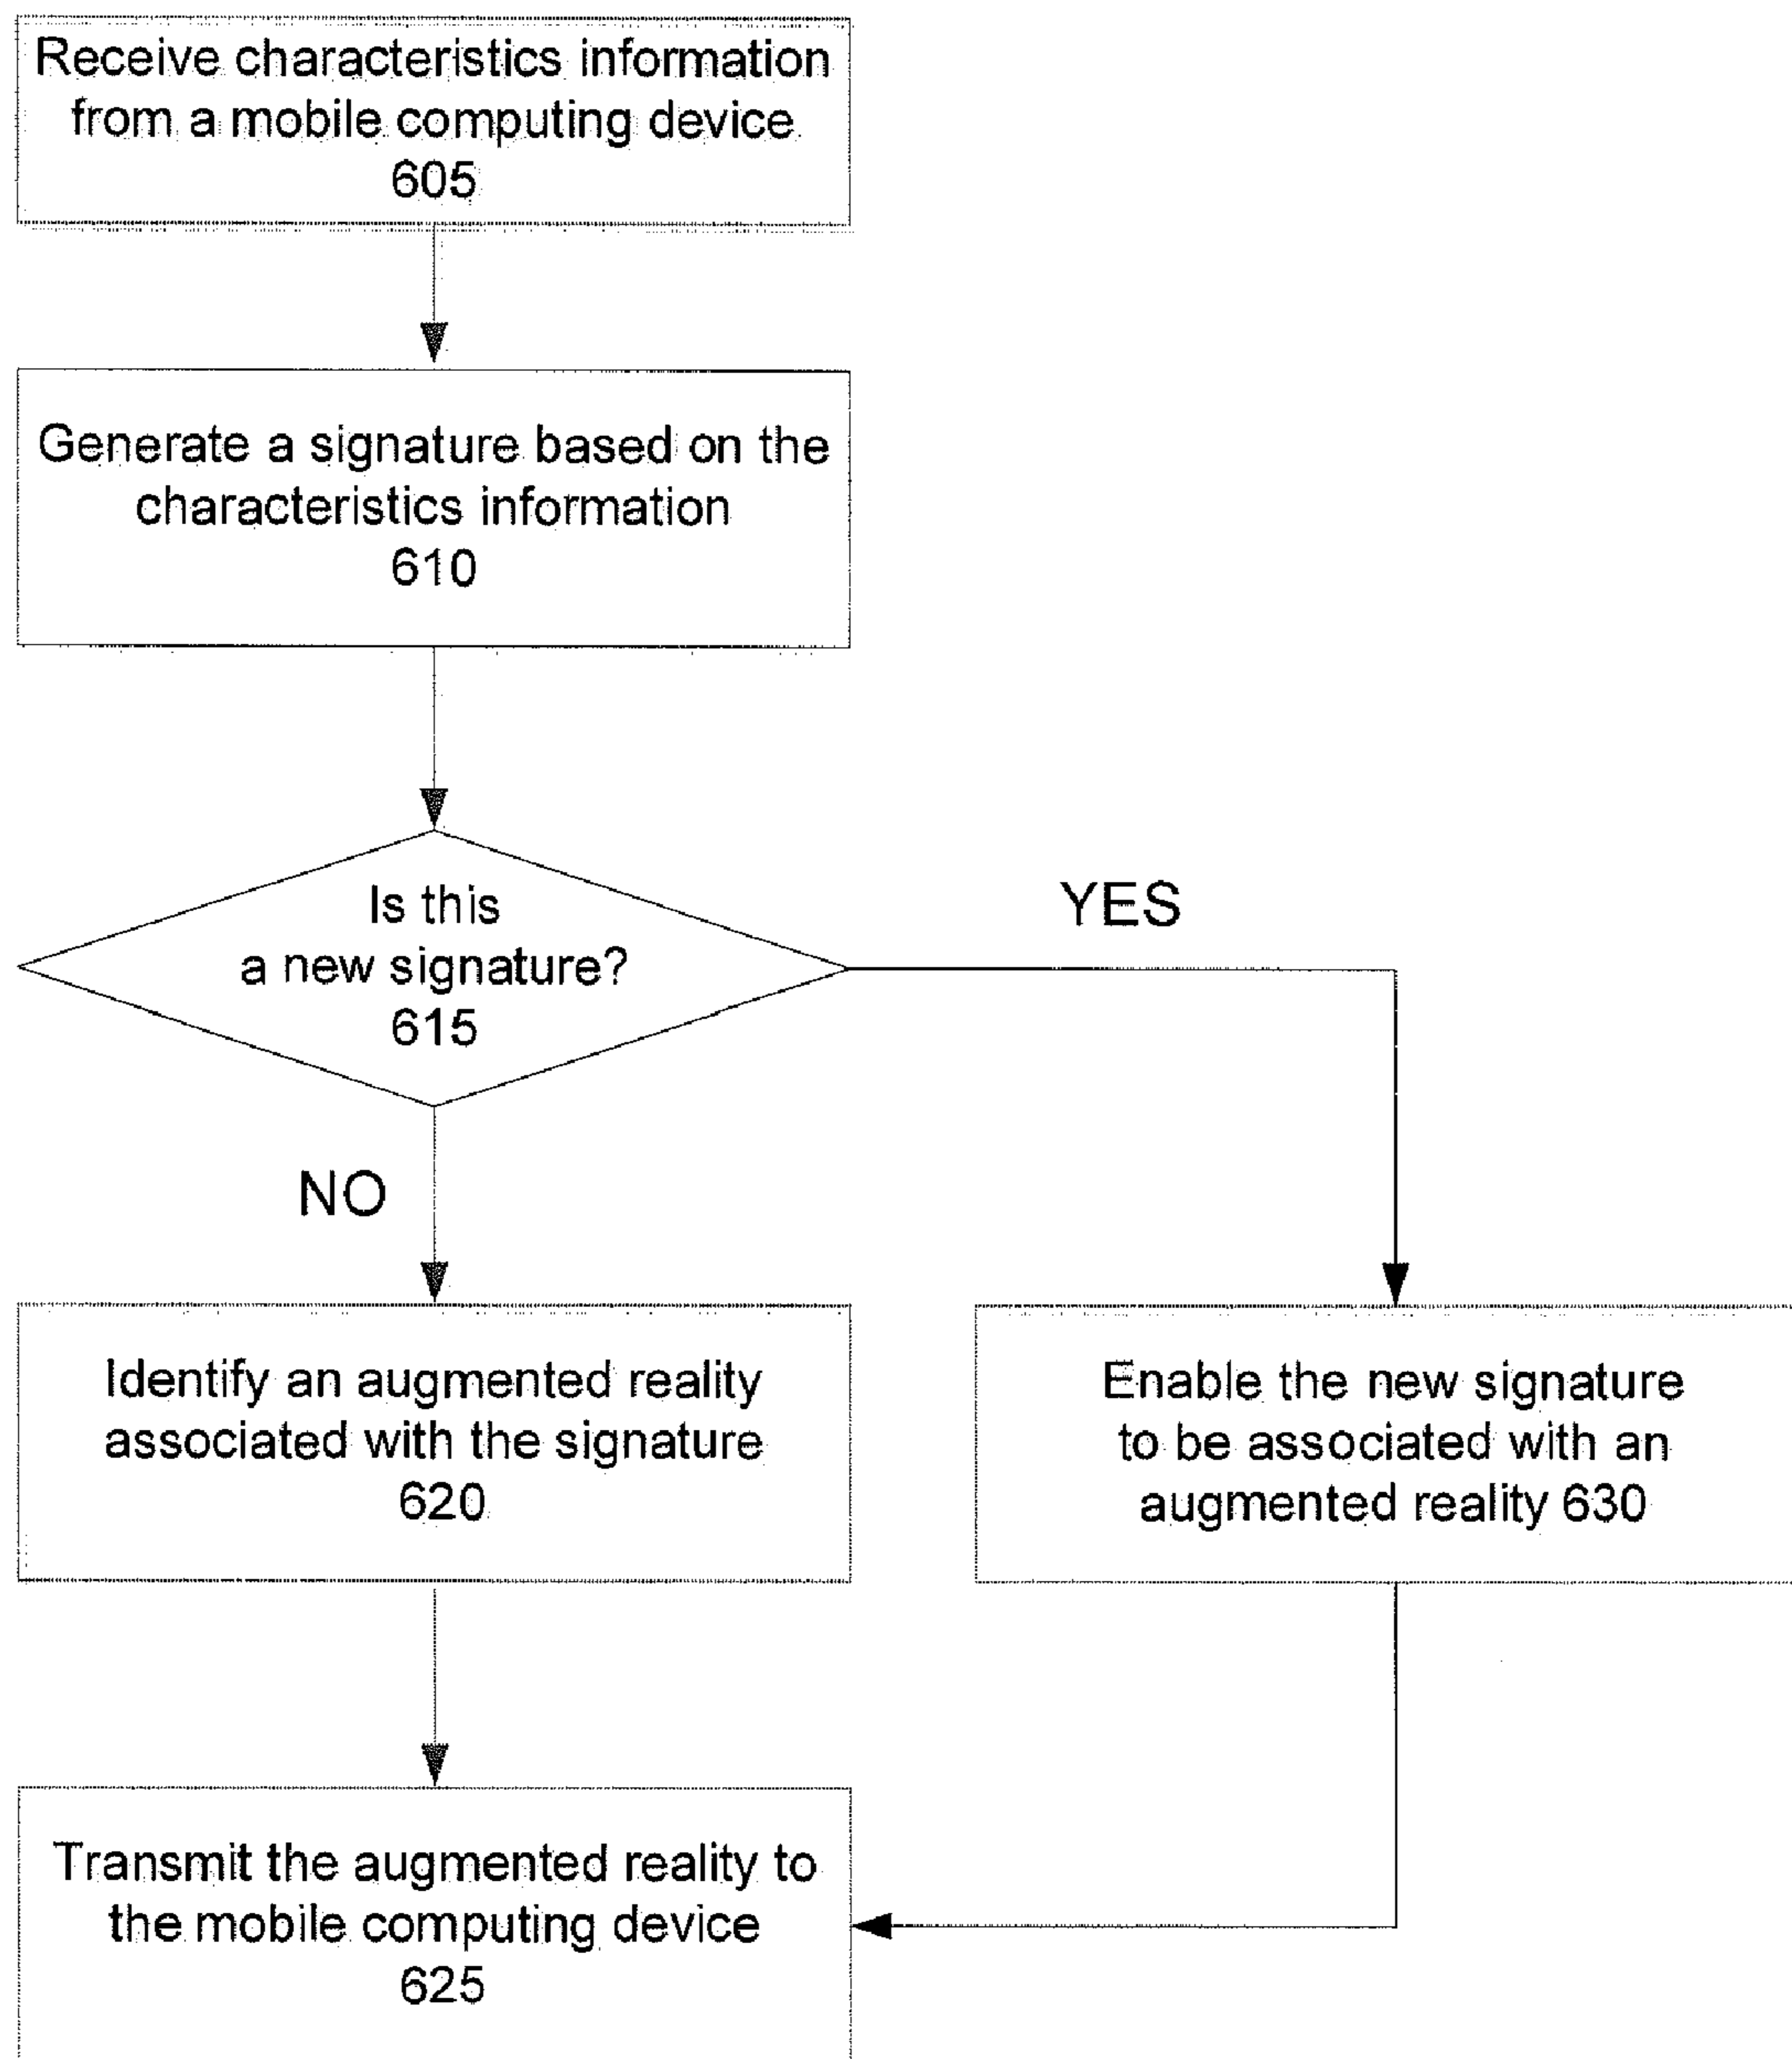 Receive characteristics information
from a mobile computing device
605
Generate a signature based on the
characteristics information
610
Is this
a new signature?
615
YES
NO
Identify an augmented reality
associated with the signature
620
Enable the new signature
to be associated with an
augmented reality 630
Transmit the augmented reality to
the mobile computing device
625